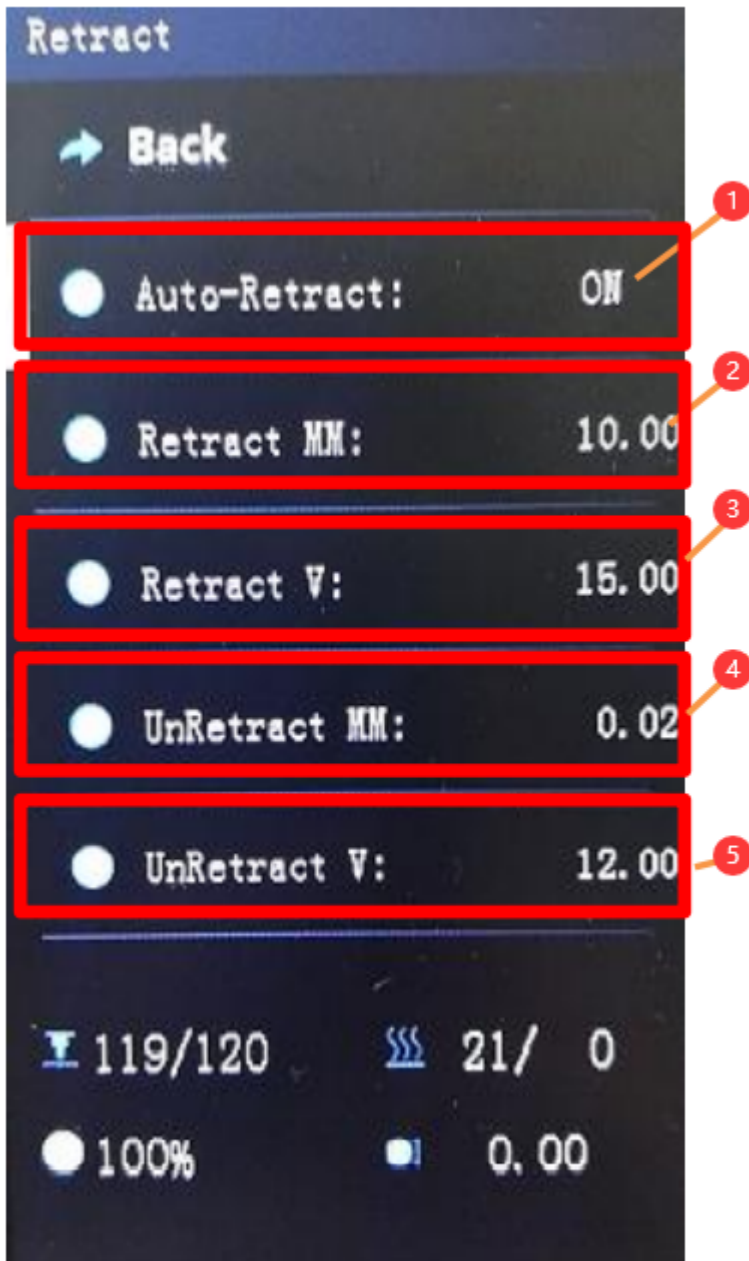 Retract
Back
1
Auto-Retract: ON
2
Retract MM: 10.00
3
Retract V: 15.00
4
UnRetract MM: 0.02
5
UnRetract V: 12.00
119/120 21/ 0
100% 0.00